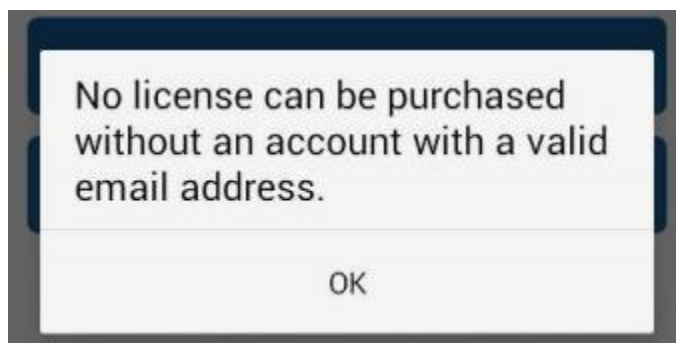 No license can be purchased
without an account with a valid
email address.
OK